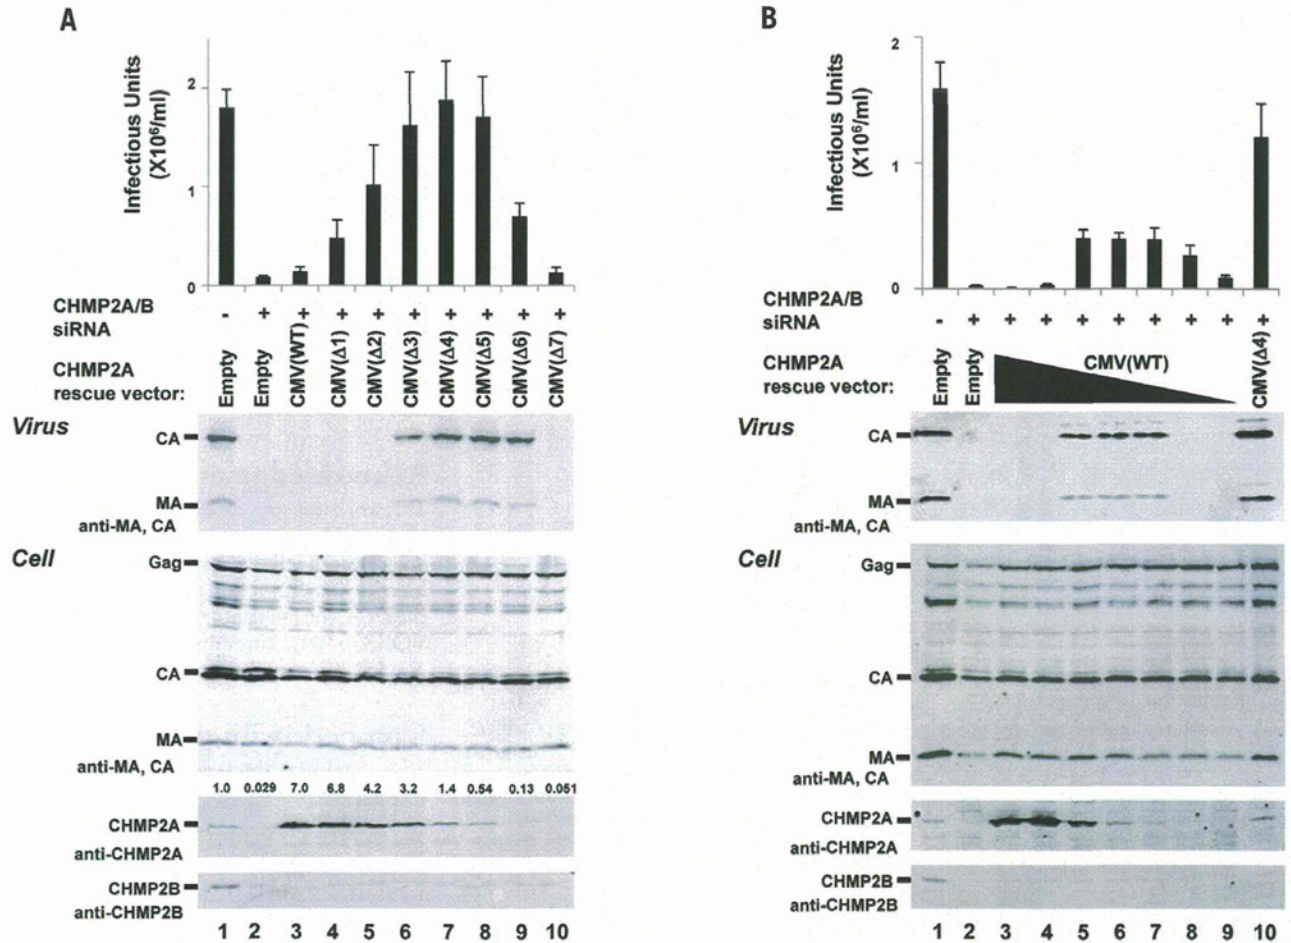 A
Infectious Units
(X10⁶/ml)
2
1
0
CHMP2A/B
siRNA
- + + + + + + + + +
CHMP2A
rescue vector:
Empty
Empty
CMV(WT)
CMV(Δ1)
CMV(Δ2)
CMV(Δ3)
CMV(Δ4)
CMV(Δ5)
CMV(Δ6)
CMV(Δ7)
Virus
CA
MA
anti-MA, CA
Cell
Gag
CA
MA
anti-MA, CA
1.0 0.029 7.0 6.8 4.2 3.2 1.4 0.54 0.13 0.051
CHMP2A
anti-CHMP2A
CHMP2B
anti-CHMP2B
1 2 3 4 5 6 7 8 9 10
B
Infectious Units
(X10⁶/ml)
2
1
0
CHMP2A/B
siRNA
- + + + + + + + + +
CHMP2A
rescue vector:
Empty
Empty
CMV(WT)
CMV(Δ4)
Virus
CA
MA
anti-MA, CA
Cell
Gag
CA
MA
anti-MA, CA
CHMP2A
anti-CHMP2A
CHMP2B
anti-CHMP2B
1 2 3 4 5 6 7 8 9 10